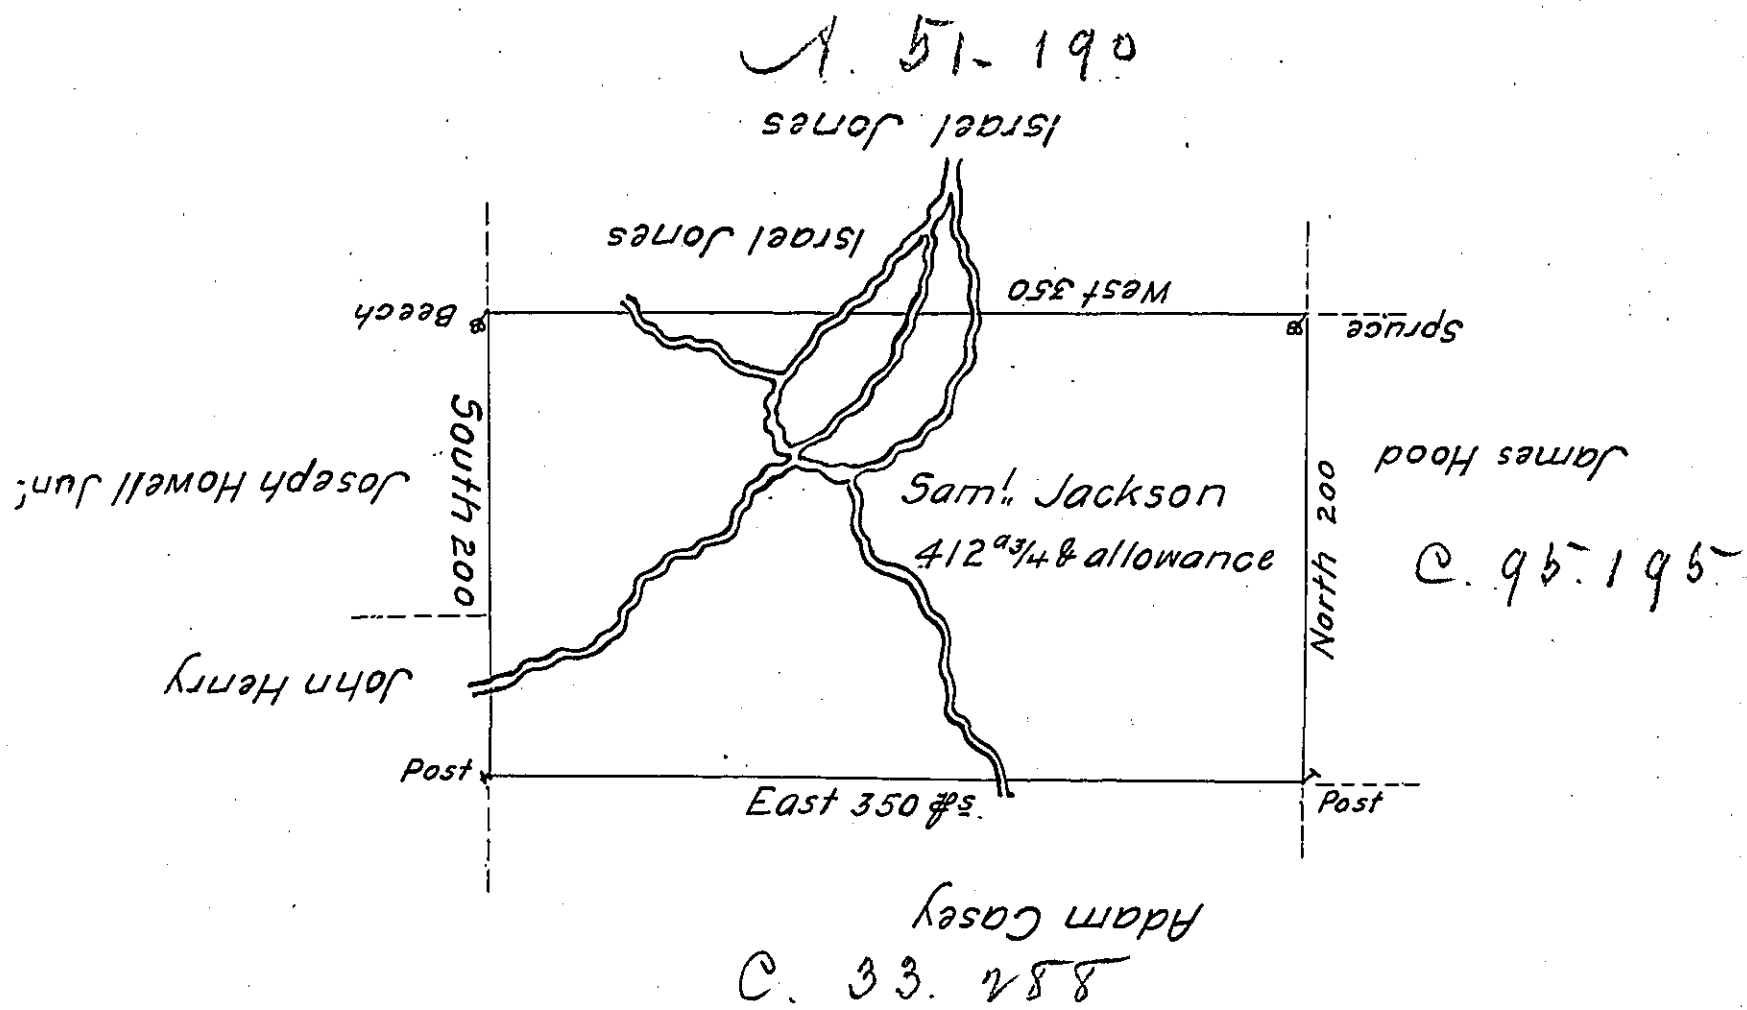 A. 51-190
Israel Jones
Israel Jones
West 350
Beech
Spruce
South 200
Joseph Howell Junr.
Saml. Jackson
412 a 3/4 & allowance
North 200
James Hood
C. 95.195
John Henry
Post
East 350 ps.
Post
Adam Casey
C. 33. 288